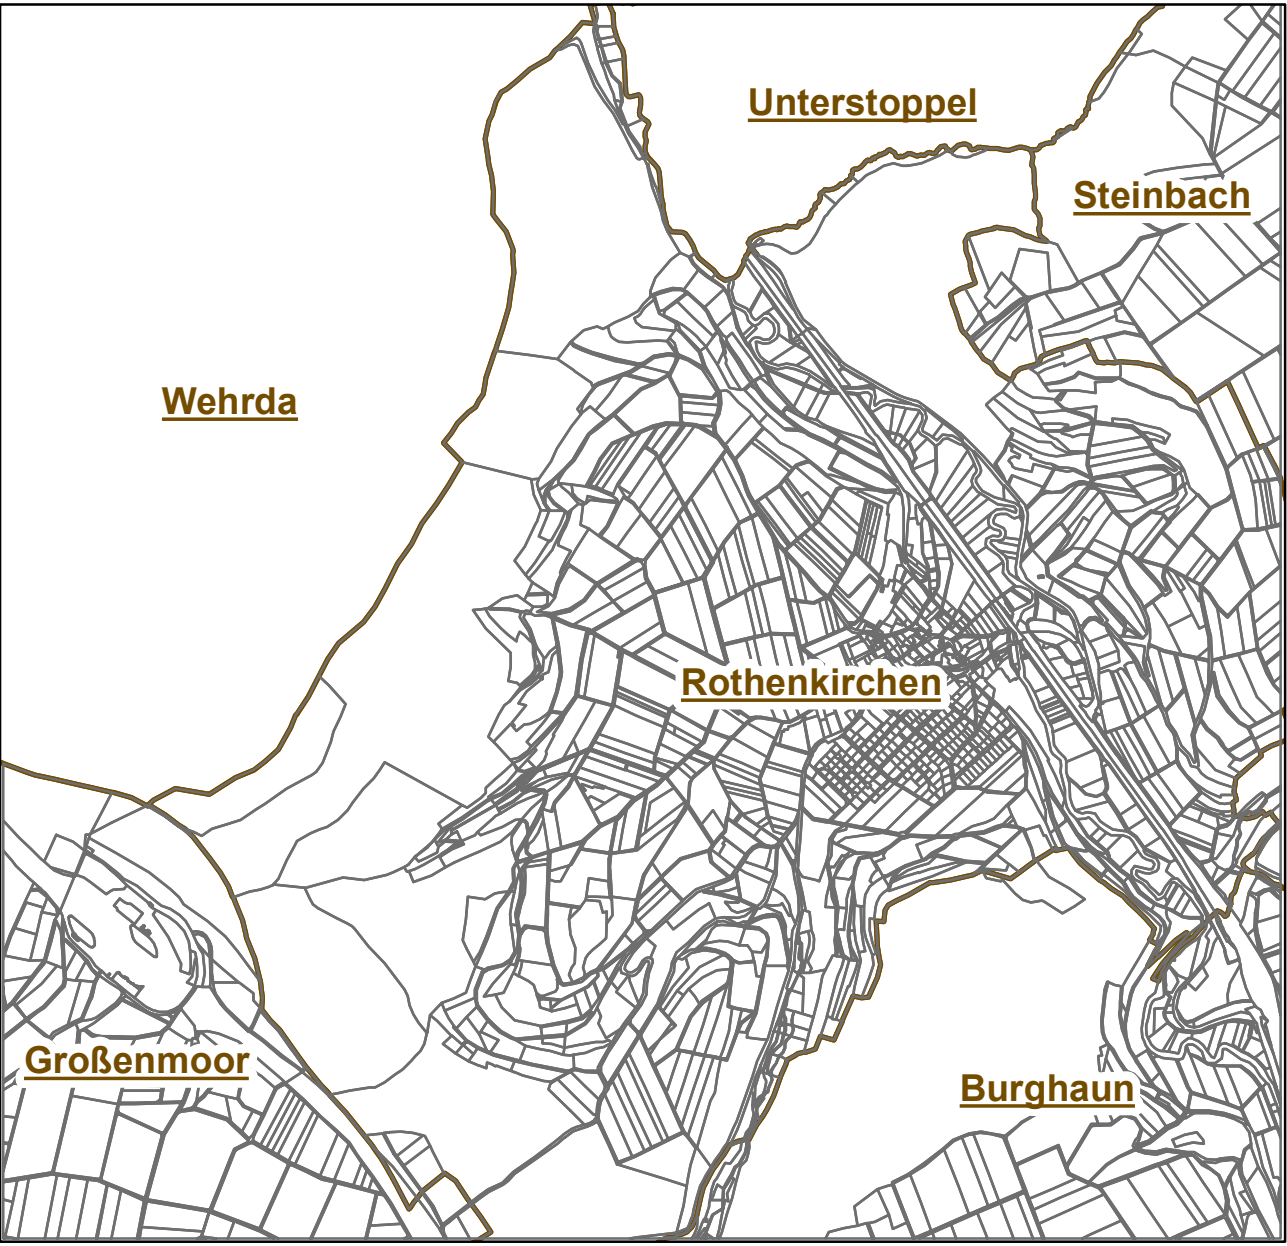 Unterstoppel
Steinbach
Wehrda
Rothenkirchen
Großenmoor
Burghaun